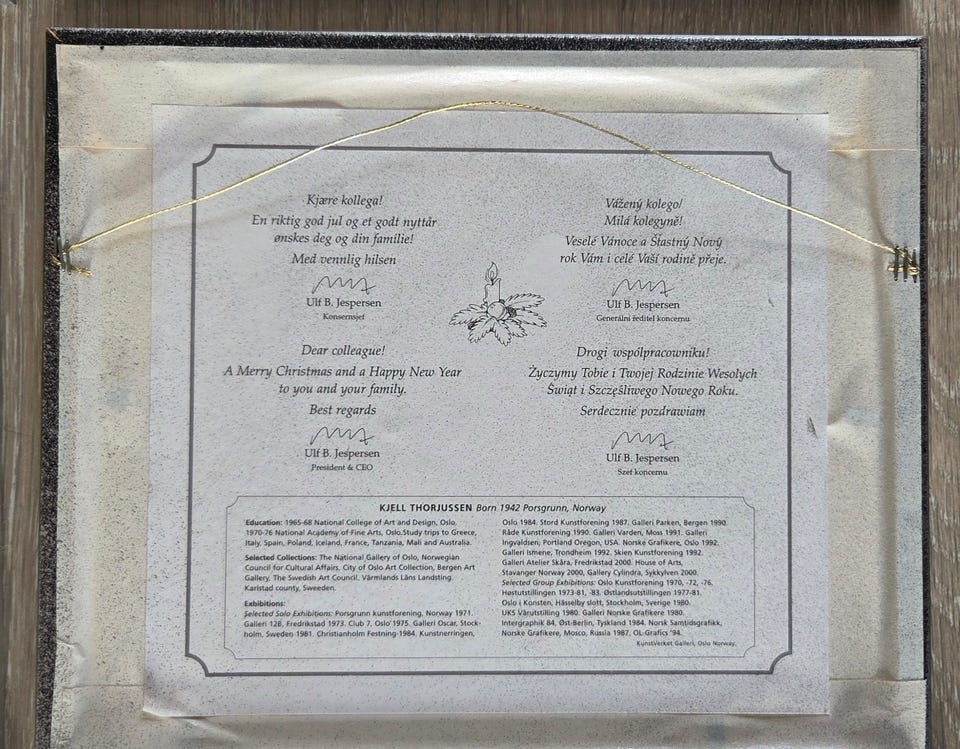 Kjære kollega!
En riktig god jul og et godt nyttår
ønskes deg og din familie!
Med vennlig hilsen
Ulf B. Jespersen
Konsernsjef
Vážený kolego!
Milá kolegyně!
Veselé Vánoce a Šťastný Nový
rok Vám i celé Vaší rodině přeje.
Ulf B. Jespersen
Generální ředitel koncernu
Dear colleague!
A Merry Christmas and a Happy New Year
to you and your family.
Best regards
Ulf B. Jespersen
President & CEO
Drogi współpracowniku!
Życzymy Tobie i Twojej Rodzinie Wesołych
Świąt i Szczęśliwego Nowego Roku.
Serdecznie pozdrawiam
Ulf B. Jespersen
Szef koncernu
KJELL THORJUSSEN Born 1942 Porsgrunn, Norway
Education: 1965-68 National College of Art and Design, Oslo.
1970-76 National Academy of Fine Arts, Oslo.Study trips to Greece,
Italy, Spain, Poland, Iceland, France, Tanzania, Mali and Australia.
Selected Collections: The National Gallery of Oslo, Norwegian
Council for Cultural Affairs, City of Oslo Art Collection, Bergen Art
Gallery, The Swedish Art Council. Värmlands Läns Landsting.
Karlstad county, Sweeden.
Exhibitions:
Selected Solo Exhibitions: Porsgrunn kunstforening, Norway 1971.
Galleri 128, Fredrikstad 1973. Club 7, Oslo 1975. Galleri Oscar, Stock-
holm, Sweden 1981. Christianholm Festning 1984, Kunstnerringen,
Oslo 1984. Stord Kunstforening 1987. Galleri Parken, Bergen 1990.
Råde Kunstforening 1990. Galleri Varden, Moss 1991. Galleri
Ingvaldsen, Portland Oregon, USA. Norske Grafikere, Oslo 1992.
Galleri Ismene, Trondheim 1992. Skien Kunstforening 1992.
Galleri Atelier Skåra, Fredrikstad 2000. House of Arts,
Stavanger Norway 2000, Gallery Cylindra, Sykkylven 2000.
Selected Group Exhibitions: Oslo Kunstforening 1970, -72, -76.
Høstutstillingen 1973-81, -83. Østlandsutstillingen 1977-81.
Oslo i Konsten, Hässelby slott, Stockholm, Sverige 1980.
UKS Vårutstilling 1980. Galleri Norske Grafikere 1980.
Intergraphik 84, Øst-Berlin, Tyskland 1984. Norsk Samtidsgrafikk,
Norske Grafikere, Mosco, Russia 1987. OL-Grafics '94.
KunstVerket Galleri, Oslo Norway.